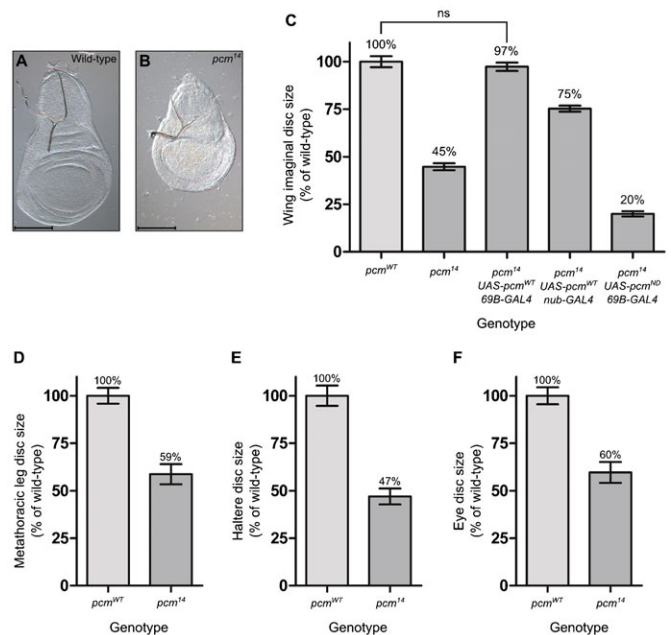 A Wild-type
B pcm14
C
ns
100%
45%
97%
75%
20%
Wing imaginal disc size
(% of wild-type)
100
75
50
25
0
pcmWT
pcm14
pcm14
UAS-pcmWT
69B-GAL4
pcm14
UAS-pcmWT
nub-GAL4
pcm14
UAS-pcmND
69B-GAL4
Genotype
D
Metathoracic leg disc size
(% of wild-type)
100
75
50
25
0
100%
59%
pcmWT
pcm14
Genotype
E
Haltere disc size
(% of wild-type)
100
75
50
25
0
100%
47%
pcmWT
pcm14
Genotype
F
Eye disc size
(% of wild-type)
100
75
50
25
0
100%
60%
pcmWT
pcm14
Genotype